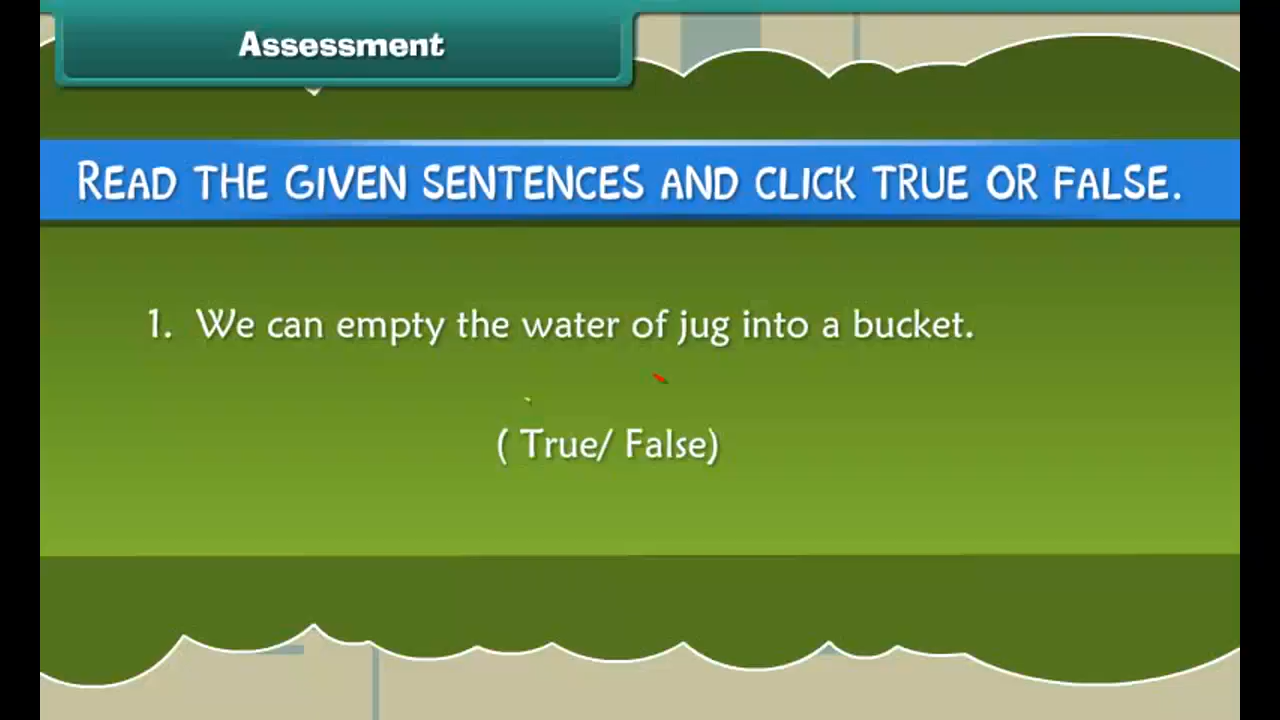 Assessment
READ THE GIVEN SENTENCES AND CLICK TRUE OR FALSE.
1. We can empty the water of jug into a bucket.
( True/ False)